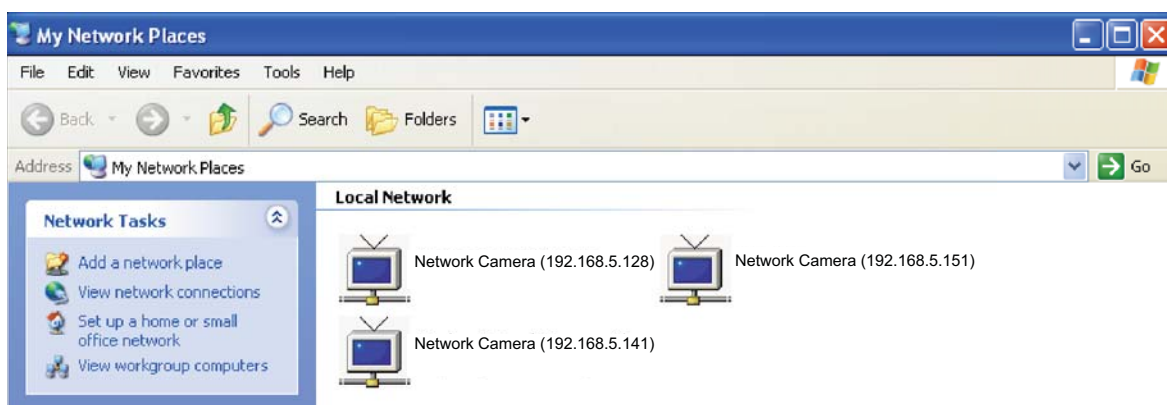 My Network Places
File Edit View Favorites Tools Help
Back Search Folders
Address My Network Places Go
Network Tasks
Add a network place
View network connections
Set up a home or small
office network
View workgroup computers
Local Network
Network Camera (192.168.5.128) Network Camera (192.168.5.151)
Network Camera (192.168.5.141)